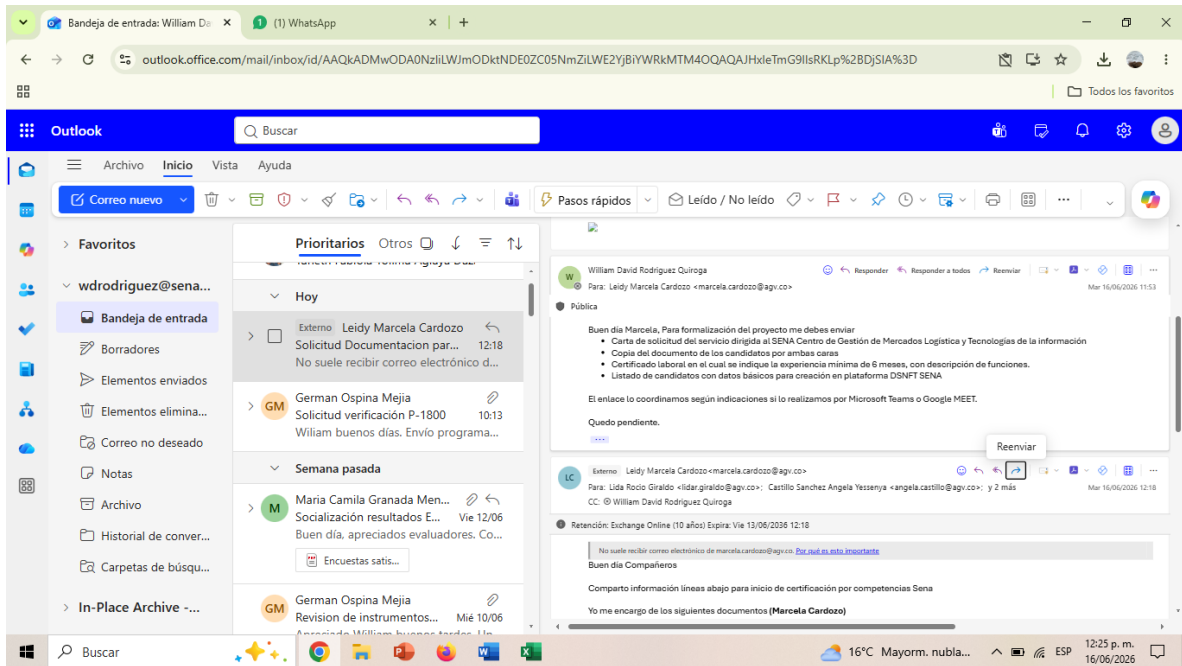 Bandeja de entrada: William Da
(1) WhatsApp
outlook.office.com/mail/inbox/id/AAQkADMwODA0NzliLWJmODktNDE0ZC05NmZiLWE2YjBiYWRkMTM4OQAQAJHxleTmG9IlsRKLp%2BDjSIA%3D
Todos los favoritos
Outlook
Buscar
Archivo Inicio Vista Ayuda
Correo nuevo
Pasos rápidos
Leído / No leído
Favoritos
wdrodriguez@sena...
Bandeja de entrada
Borradores
Elementos enviados
Elementos elimina...
Correo no deseado
Notas
Archivo
Historial de conver...
Carpetas de búsqu...
In-Place Archive -...
Prioritarios Otros
Hoy
Externo Leidy Marcela Cardozo
Solicitud Documentacion par... 12:18
No suele recibir correo electrónico d...
GM
German Ospina Mejia
Solicitud verificación P-1800 10:13
Wiliam buenos días. Envío programa...
Semana pasada
M
Maria Camila Granada Men...
Socialización resultados E... Vie 12/06
Buen día, apreciados evaluadores. Co...
Encuestas satis...
GM
German Ospina Mejia
Revision de instrumentos... Mié 10/06
Apreciado William buenos tardes. Un
W
William David Rodriguez Quiroga
Responder Responder a todos Reenviar
Para: Leidy Marcela Cardozo <marcela.cardozo@agv.co>
Mar 16/06/2026 11:53
Pública
Buen día Marcela, Para formalización del proyecto me debes enviar
• Carta de solicitud del servicio dirigida al SENA Centro de Gestión de Mercados Logística y Tecnologías de la información
• Copia del documento de los candidatos por ambas caras
• Certificado laboral en el cual se indique la experiencia mínima de 6 meses, con descripción de funciones.
• Listado de candidatos con datos básicos para creación en plataforma DSNFT SENA
El enlace lo coordinamos según indicaciones si lo realizamos por Microsoft Teams o Google MEET.
Quedo pendiente.
Reenviar
LC
Externo Leidy Marcela Cardozo<marcela.cardozo@agv.co>
Para: Lida Rocio Giraldo <lidar.giraldo@agv.co>; Castillo Sanchez Angela Yessenya <angela.castillo@agv.co>; y 2 más
Mar 16/06/2026 12:18
CC: William David Rodriguez Quiroga
Retención: Exchange Online (10 años) Expira: Vie 13/06/2036 12:18
No suele recibir correo electrónico de marcela.cardozo@agv.co. Por qué es esto importante
Buen día Compañeros
Comparto información líneas abajo para inicio de certificación por competencias Sena
Yo me encargo de los siguientes documentos (Marcela Cardozo)
Buscar
16°C Mayorm. nubla...
ESP
12:25 p. m.
16/06/2026